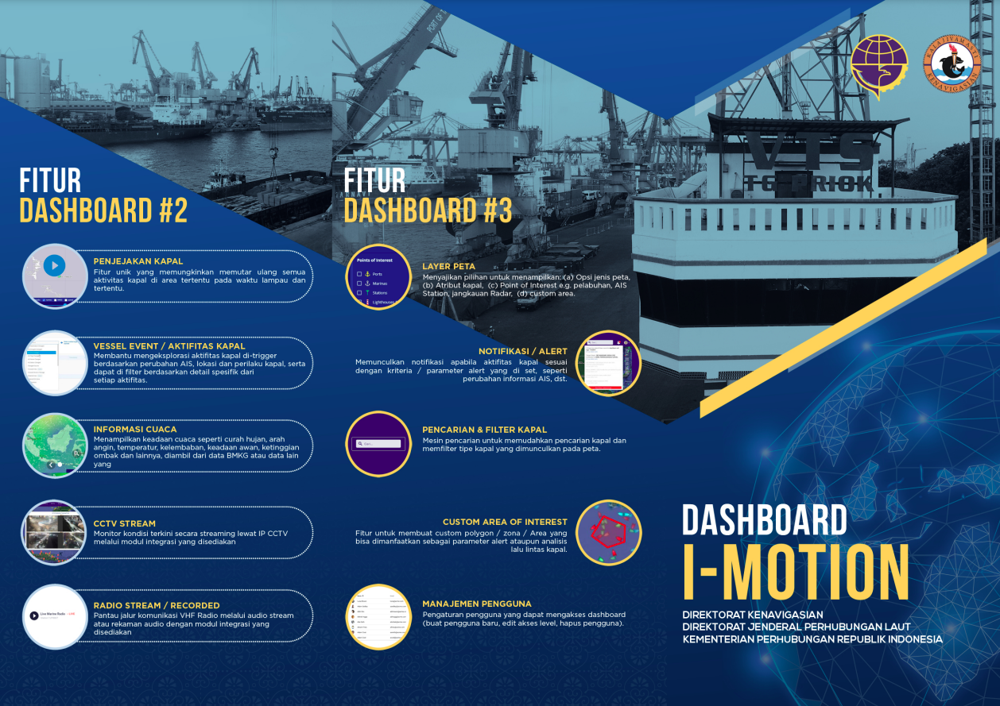 PORT OF T
KALATIVAMASTI
KENAVIGASIAN
VTS
TG PRIOK
FITUR
DASHBOARD #2
PENJEJAKAN KAPAL
Fitur unik yang memungkinkan memutar ulang semua
aktivitas kapal di area tertentu pada waktu lampau dan
tertentu.
VESSEL EVENT / AKTIFITAS KAPAL
Membantu mengeksplorasi aktifitas kapal di-trigger
berdasarkan perubahan AIS, lokasi dan perilaku kapal, serta
dapat di filter berdasarkan detail spesifik dari
setiap aktifitas.
INFORMASI CUACA
Menampilkan keadaan cuaca seperti curah hujan, arah
angin, temperatur, kelembaban, keadaan awan, ketinggian
ombak dan lainnya, diambil dari data BMKG atau data lain
yang
CCTV STREAM
Monitor kondisi terkini secara streaming lewat IP CCTV
melalui modul integrasi yang disediakan
Live Marine Radio • LIVE
RADIO STREAM / RECORDED
Pantau jalur komunikasi VHF Radio melalui audio stream
atau rekaman audio dengan modul integrasi yang
disediakan
FITUR
DASHBOARD #3
Points of Interest
Ports
Marinas
Stations
Lighthouses
LAYER PETA
Menyajikan pilihan untuk menampilkan: (a) Opsi jenis peta,
(b) Atribut kapal, (c) Point of Interest e.g. pelabuhan, AIS
Station, jangkauan Radar, (d) custom area.
NOTIFIKASI / ALERT
Memunculkan notifikasi apabila aktifitas kapal sesuai
dengan kriteria / parameter alert yang di set, seperti
perubahan informasi AIS, dst.
PENCARIAN & FILTER KAPAL
Mesin pencarian untuk memudahkan pencarian kapal dan
memfilter tipe kapal yang dimunculkan pada peta.
CUSTOM AREA OF INTEREST
Fitur untuk membuat custom polygon / zona / Area yang
bisa dimanfaatkan sebagai parameter alert ataupun analisis
lalu lintas kapal.
MANAJEMEN PENGGUNA
Pengaturan pengguna yang dapat mengakses dashboard
(buat pengguna baru, edit akses level, hapus pengguna).
DASHBOARD
I-MOTION
DIREKTORAT KENAVIGASIAN
DIREKTORAT JENDERAL PERHUBUNGAN LAUT
KEMENTERIAN PERHUBUNGAN REPUBLIK INDONESIA